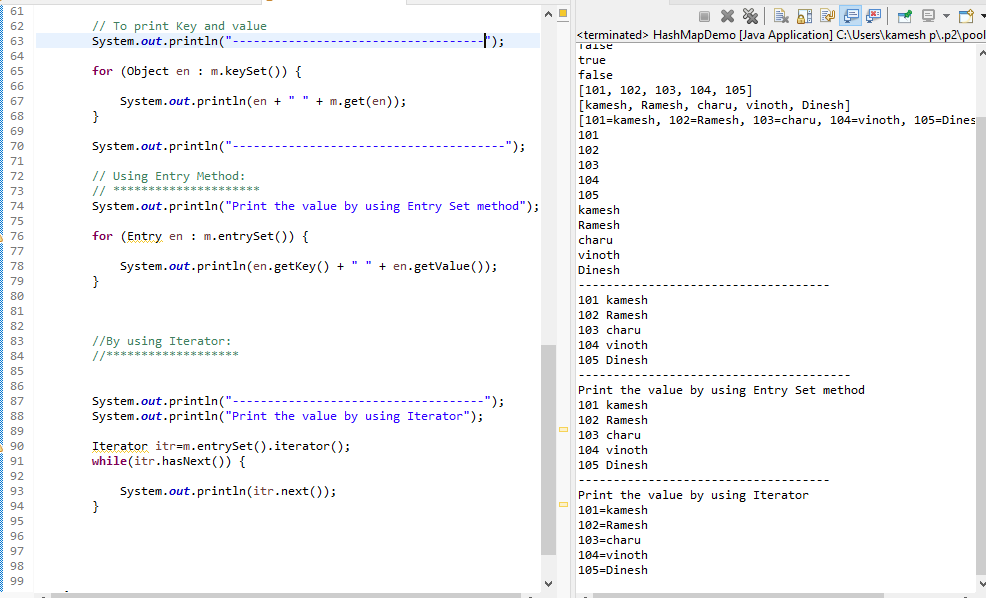 61
62 // To print Key and value
63 System.out.println("------------------------------------");
64
65 for (Object en : m.keySet()) {
66
67 System.out.println(en + " " + m.get(en));
68 }
69
70 System.out.println("---------------------------------------");
71
72 // Using Entry Method:
73 // *********************
74 System.out.println("Print the value by using Entry Set method");
75
76 for (Entry en : m.entrySet()) {
77
78 System.out.println(en.getKey() + " " + en.getValue());
79 }
80
81
82
83 //By using Iterator:
84 //*******************
85
86
87 System.out.println("------------------------------------");
88 System.out.println("Print the value by using Iterator");
89
90 Iterator itr=m.entrySet().iterator();
91 while(itr.hasNext()) {
92
93 System.out.println(itr.next());
94 }
95
96
97
98
99
<terminated> HashMapDemo [Java Application] C:\Users\kamesh p\.p2\pool
false
true
false
[101, 102, 103, 104, 105]
[kamesh, Ramesh, charu, vinoth, Dinesh]
[101=kamesh, 102=Ramesh, 103=charu, 104=vinoth, 105=Dines
101
102
103
104
105
kamesh
Ramesh
charu
vinoth
Dinesh
------------------------------------
101 kamesh
102 Ramesh
103 charu
104 vinoth
105 Dinesh
---------------------------------------
Print the value by using Entry Set method
101 kamesh
102 Ramesh
103 charu
104 vinoth
105 Dinesh
------------------------------------
Print the value by using Iterator
101=kamesh
102=Ramesh
103=charu
104=vinoth
105=Dinesh